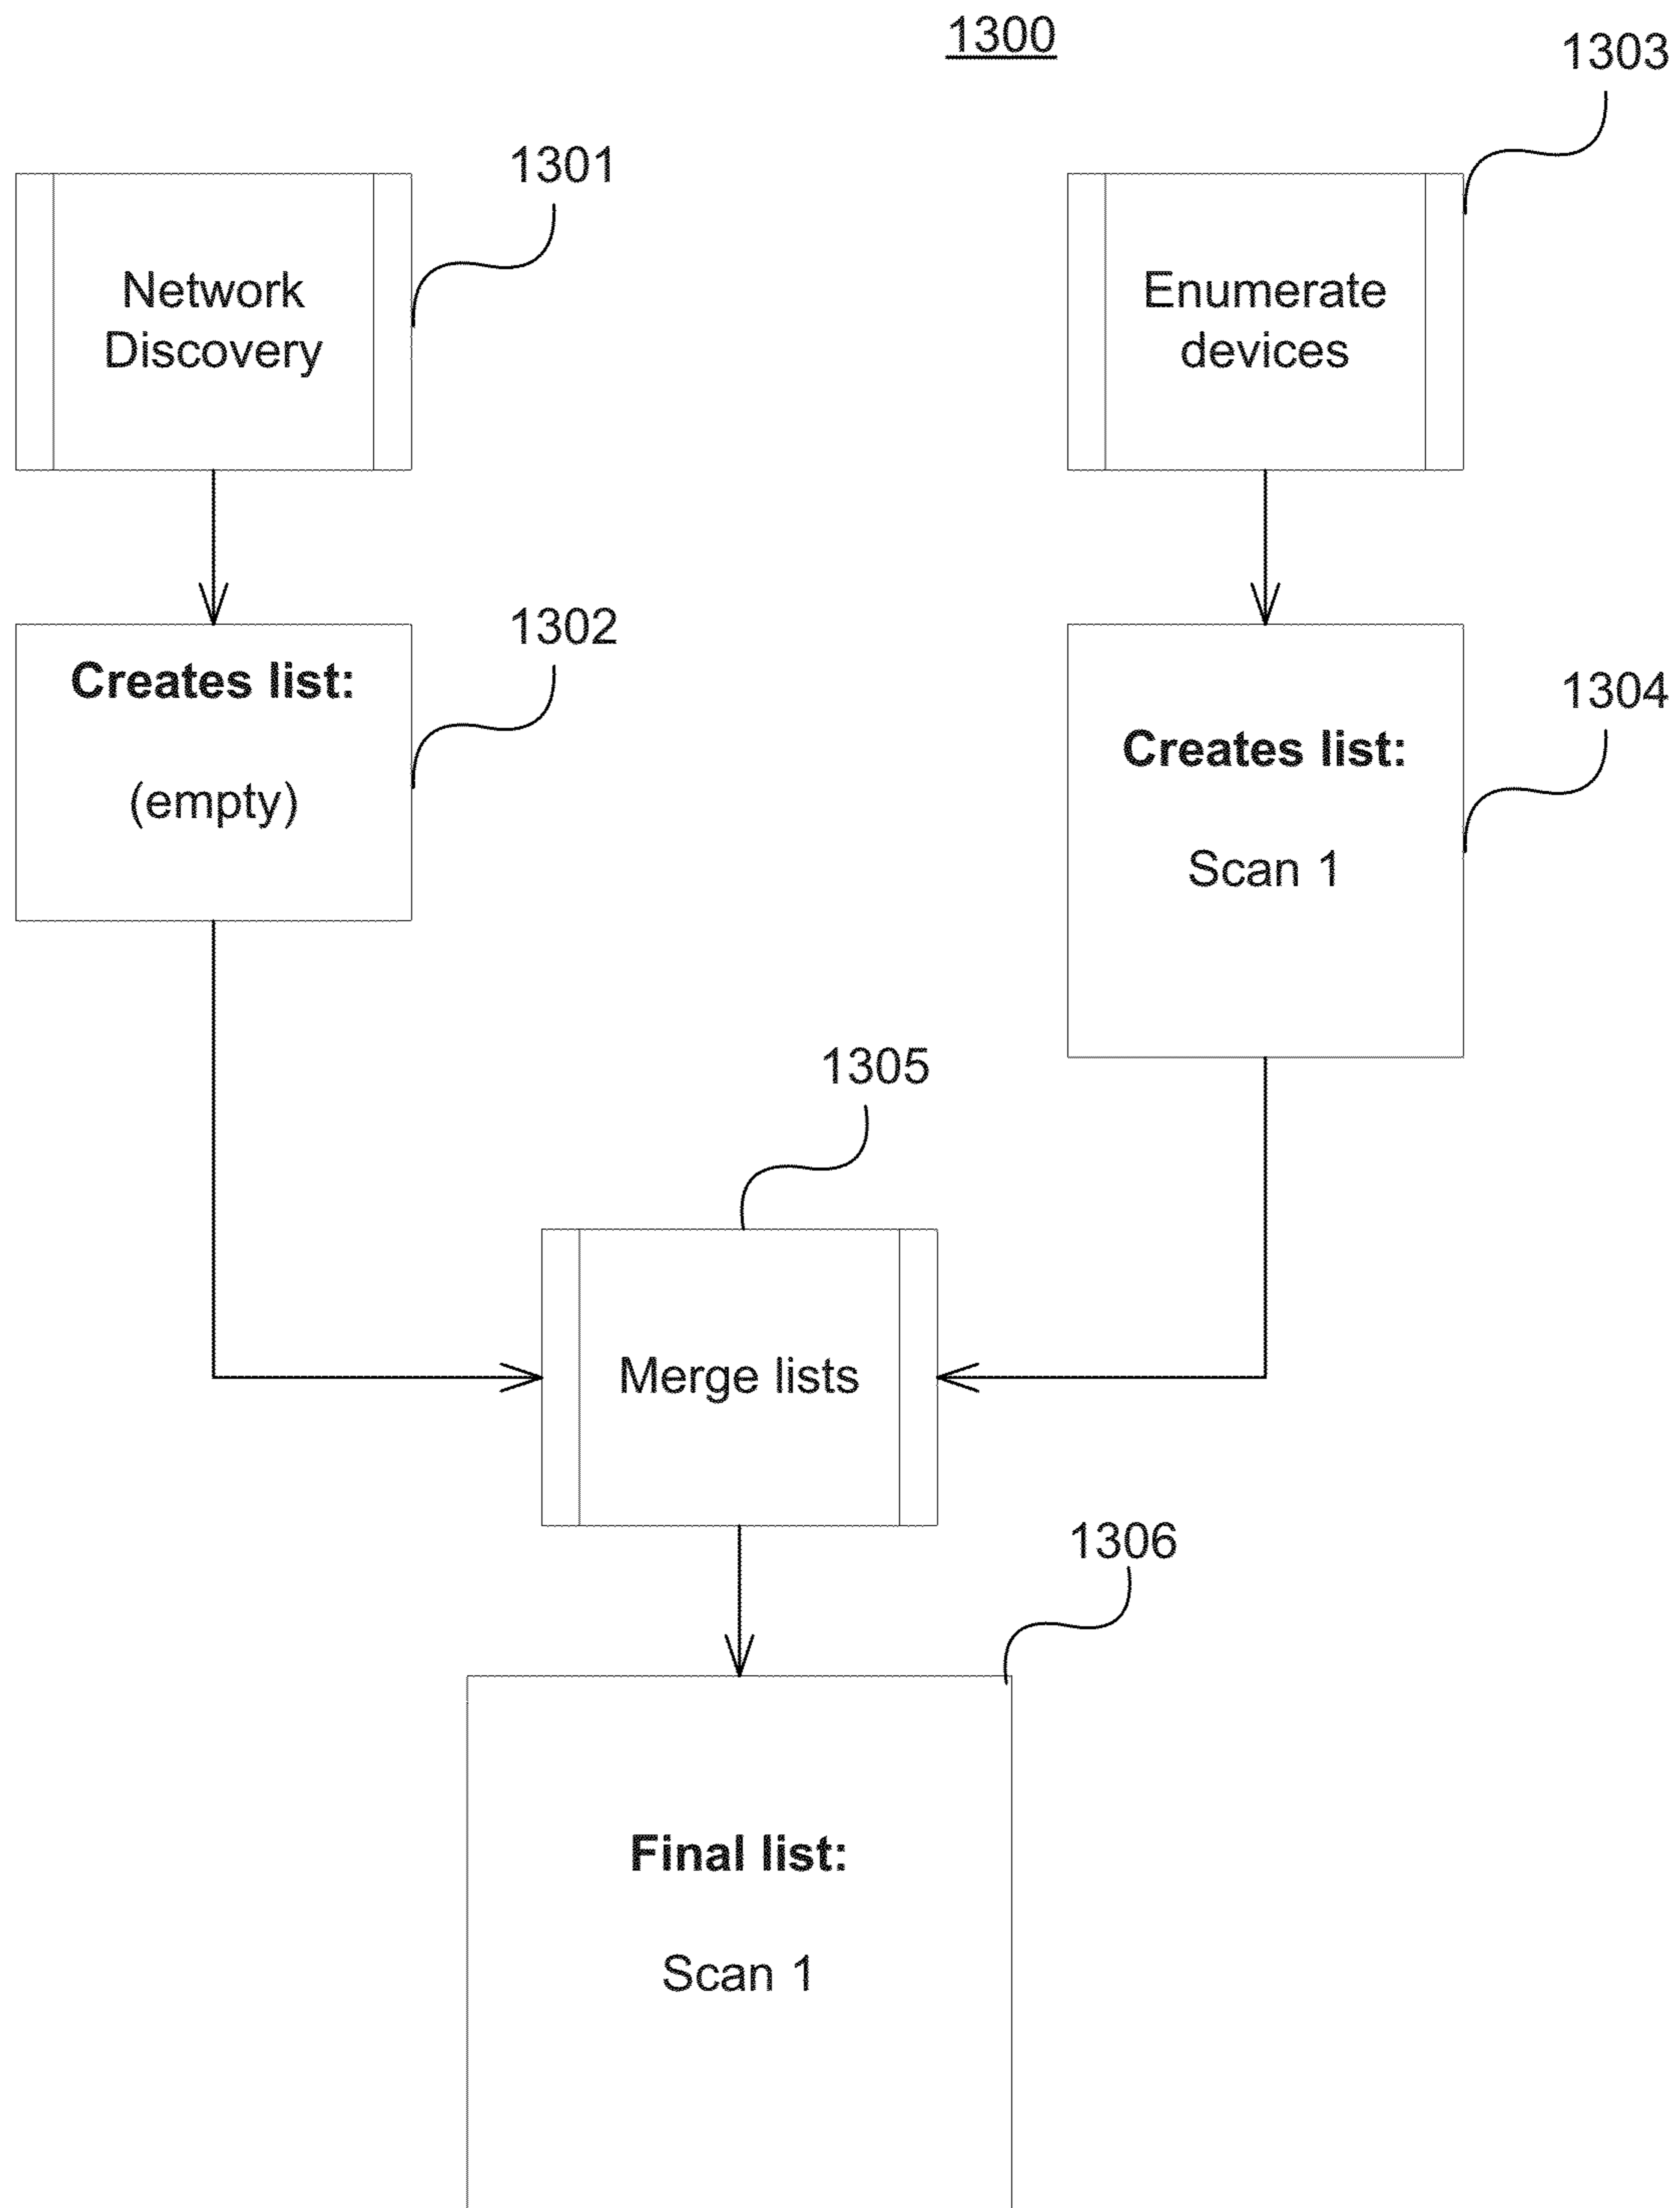 1300
1303
1301
Network
Discovery
Enumerate
devices
1302
Creates list:
(empty)
1304
Creates list:
Scan 1
1305
Merge lists
1306
Final list:
Scan 1